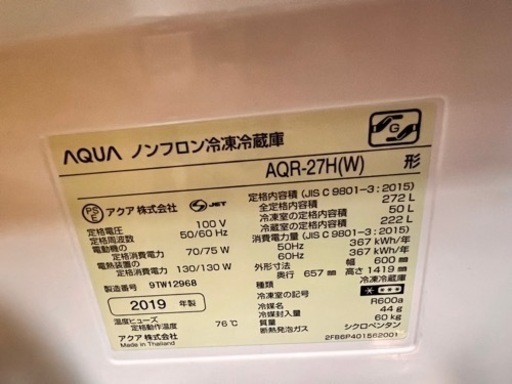 AQUA ノンフロン冷凍冷蔵庫
AQR-27H(W) 形
G
PS E アクア株式会社 S JET
定格電圧 100 V
定格周波数 50/60 Hz
電動機の
定格消費電力 70/75 W
電熱装置の
定格消費電力 130/130 W
製造番号 9TW12968
2019 年製
温度ヒューズ
定格動作温度 76℃
アクア株式会社
Made in Thailand
定格内容積 (JIS C 9801-3 : 2015)
全定格内容積 272 L
冷凍室の定格内容積 50 L
冷蔵室の定格内容積 222 L
消費電力量 (JIS C 9801-3 : 2015)
50Hz 367 kWh/年
60Hz 367 kWh/年
外形寸法 幅 600 mm
奥行 657 mm 高さ 1419 mm
種類 冷凍冷蔵庫
冷凍室の記号
冷媒名 R600a
冷媒封入量 44 g
質量 60 kg
断熱発泡ガス シクロペンタン
2FB6P401562001